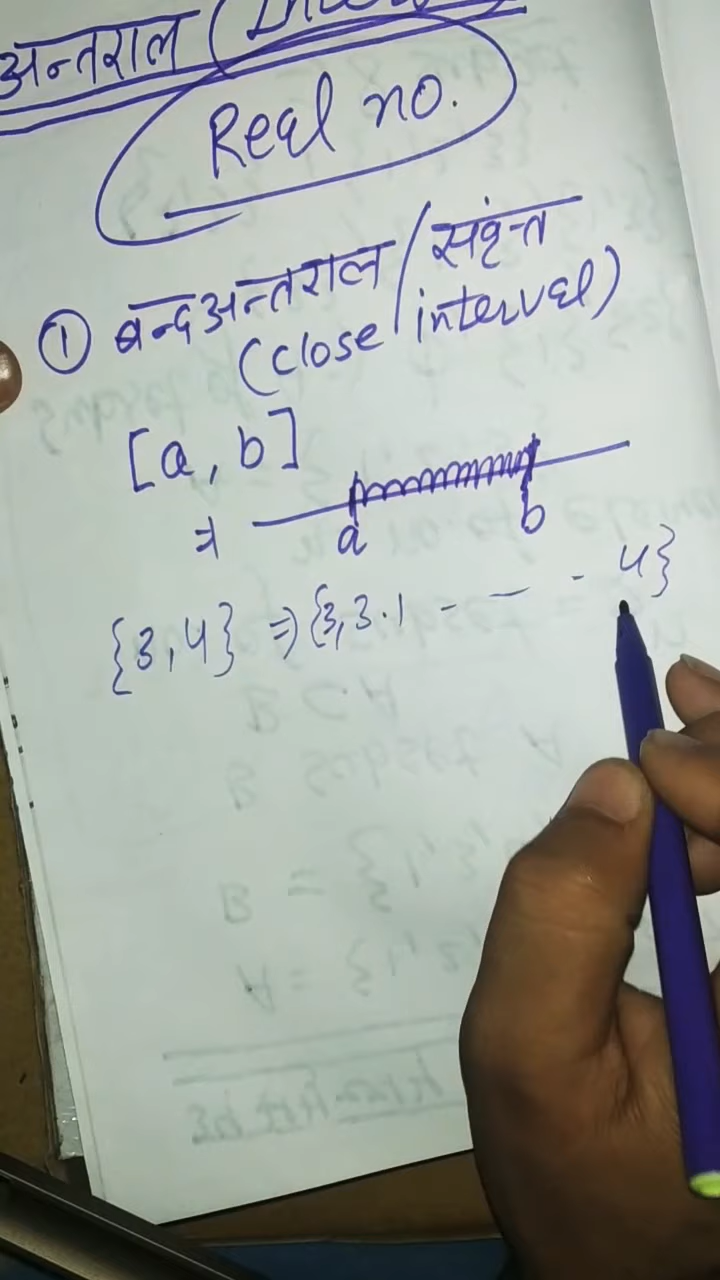 अन्तराल (
Real no.
① बन्दअन्तराल / संवृत्त
(close interval)
[a, b]
⇒ a b
{3,4} ⇒ {3, 3.1 - - - 4}